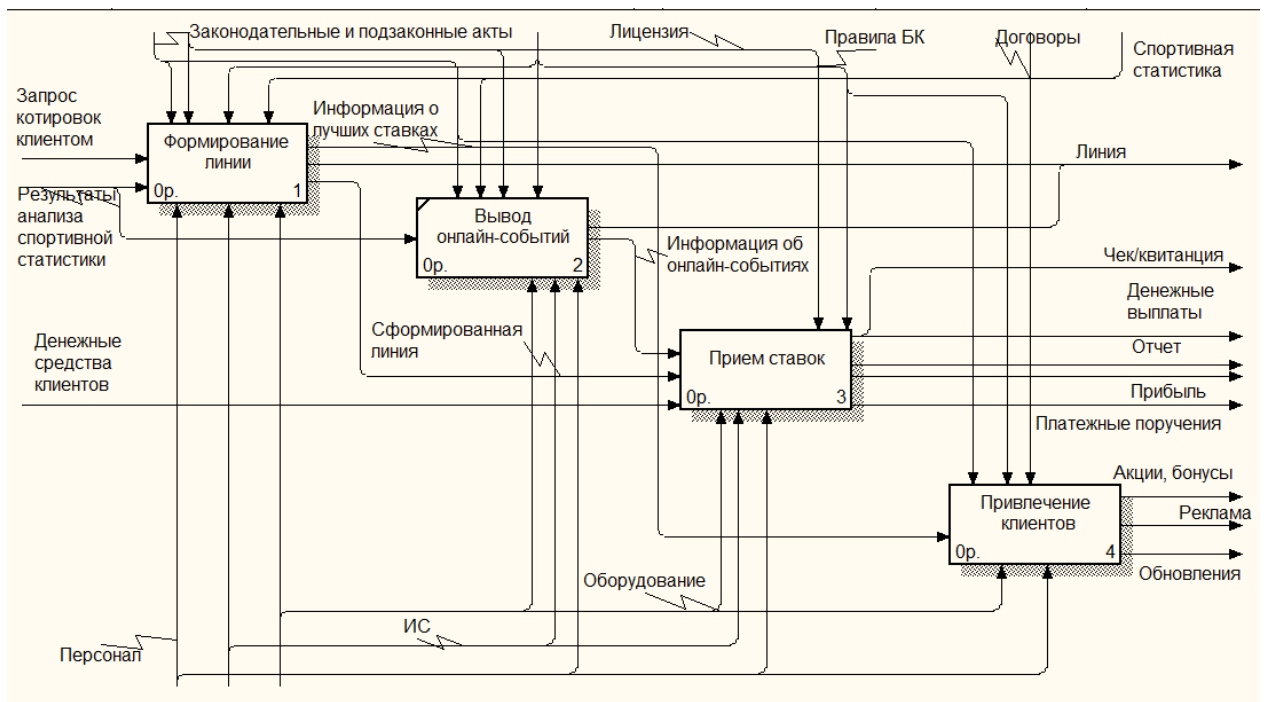 Законодательные и подзаконные акты
Лицензия
Правила БК
Договоры
Спортивная
статистика
Запрос
котировок
клиентом
Информация о
лучших ставках
Формирование
линии
0р.
1
Линия
Результаты
анализа
спортивной
статистики
Вывод
онлайн-событий
0р.
2
Информация об
онлайн-событиях
Чек/квитанция
Денежные
выплаты
Сформированная
линия
Денежные
средства
клиентов
Прием ставок
0р.
3
Отчет
Прибыль
Платежные поручения
Акции, бонусы
Привлечение
клиентов
0р.
4
Реклама
Обновления
Оборудование
ИС
Персонал